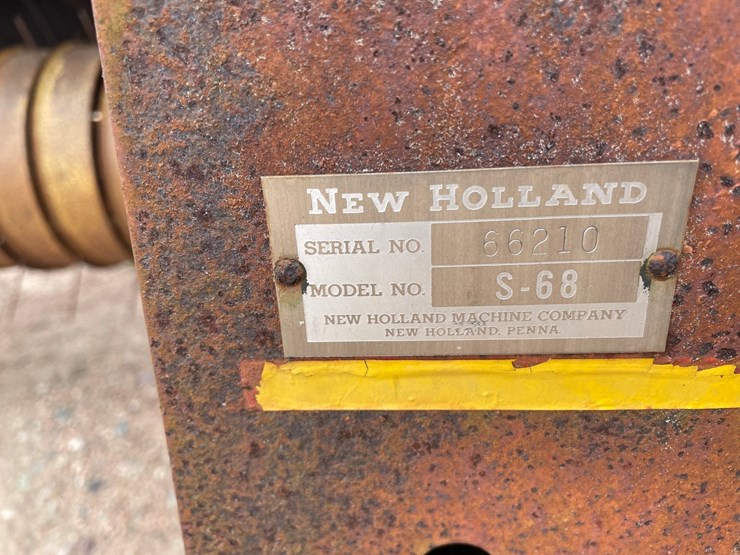 NEW HOLLAND
SERIAL NO. 66210
MODEL NO. S-68
NEW HOLLAND MACHINE COMPANY
NEW HOLLAND, PENNA.